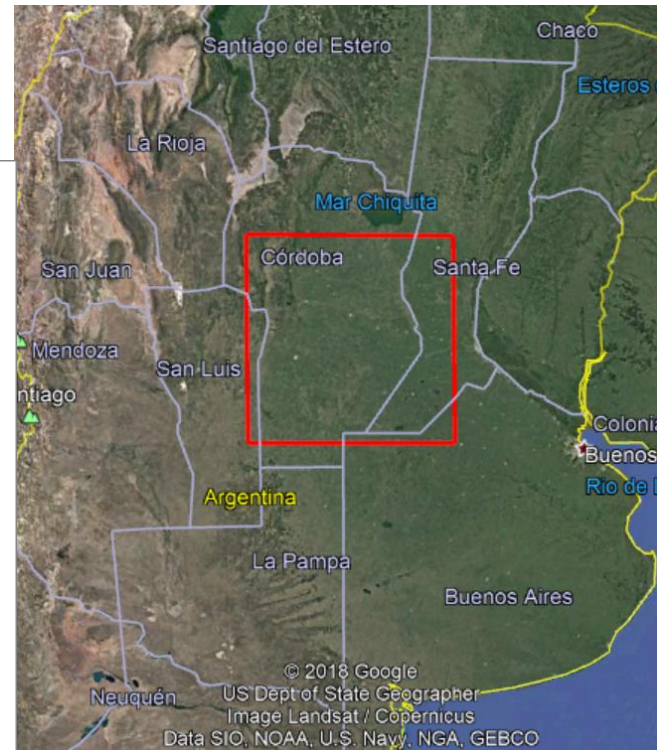 Chaco
Santiago del Estero
Esteros
La Rioja
Mar Chiquita
Córdoba
San Juan
Santa Fe
Mendoza
San Luis
ntiago
Colonia
Buenos
Rio de
Argentina
La Pampa
Buenos Aires
© 2018 Google
Neuquén
US Dept of State Geographer
Image Landsat / Copernicus
Data SIO, NOAA, U.S. Navy, NGA, GEBCO